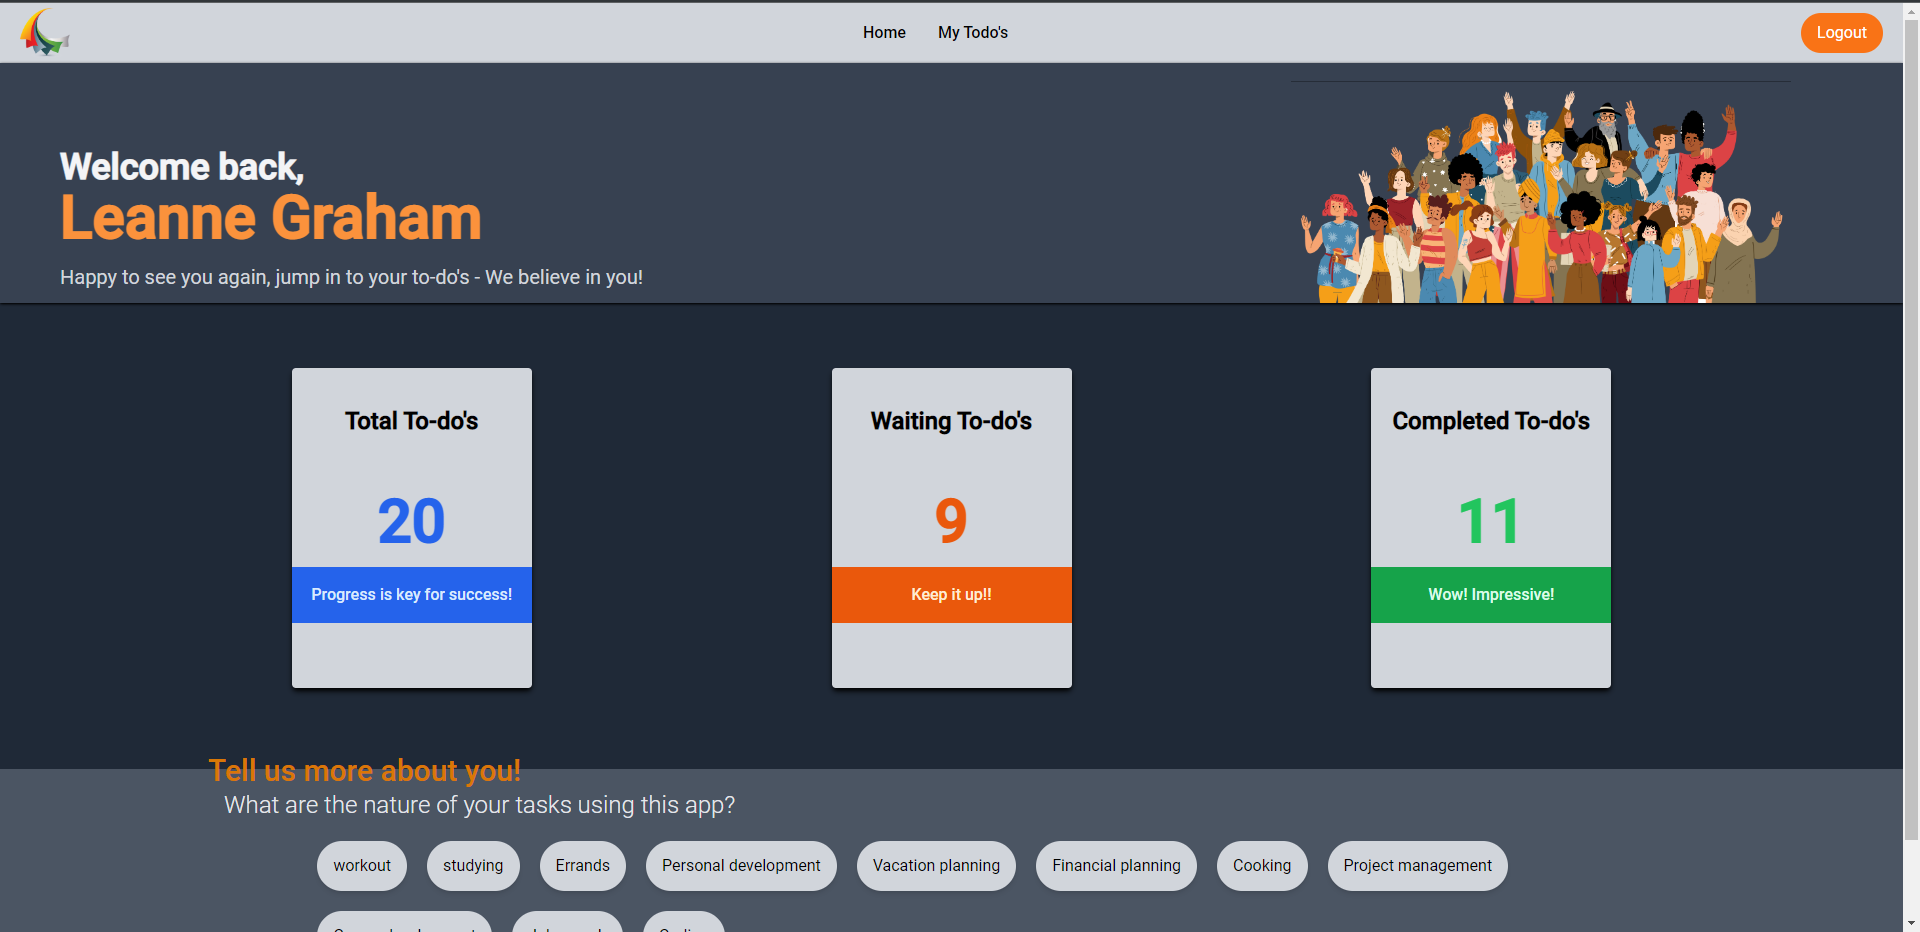 Home My Todo's Logout
Welcome back,
Leanne Graham
Happy to see you again, jump in to your to-do's - We believe in you!
Total To-do's
20
Progress is key for success!
Waiting To-do's
9
Keep it up!!
Completed To-do's
11
Wow! Impressive!
Tell us more about you!
What are the nature of your tasks using this app?
workout studying Errands Personal development Vacation planning Financial planning Cooking Project management